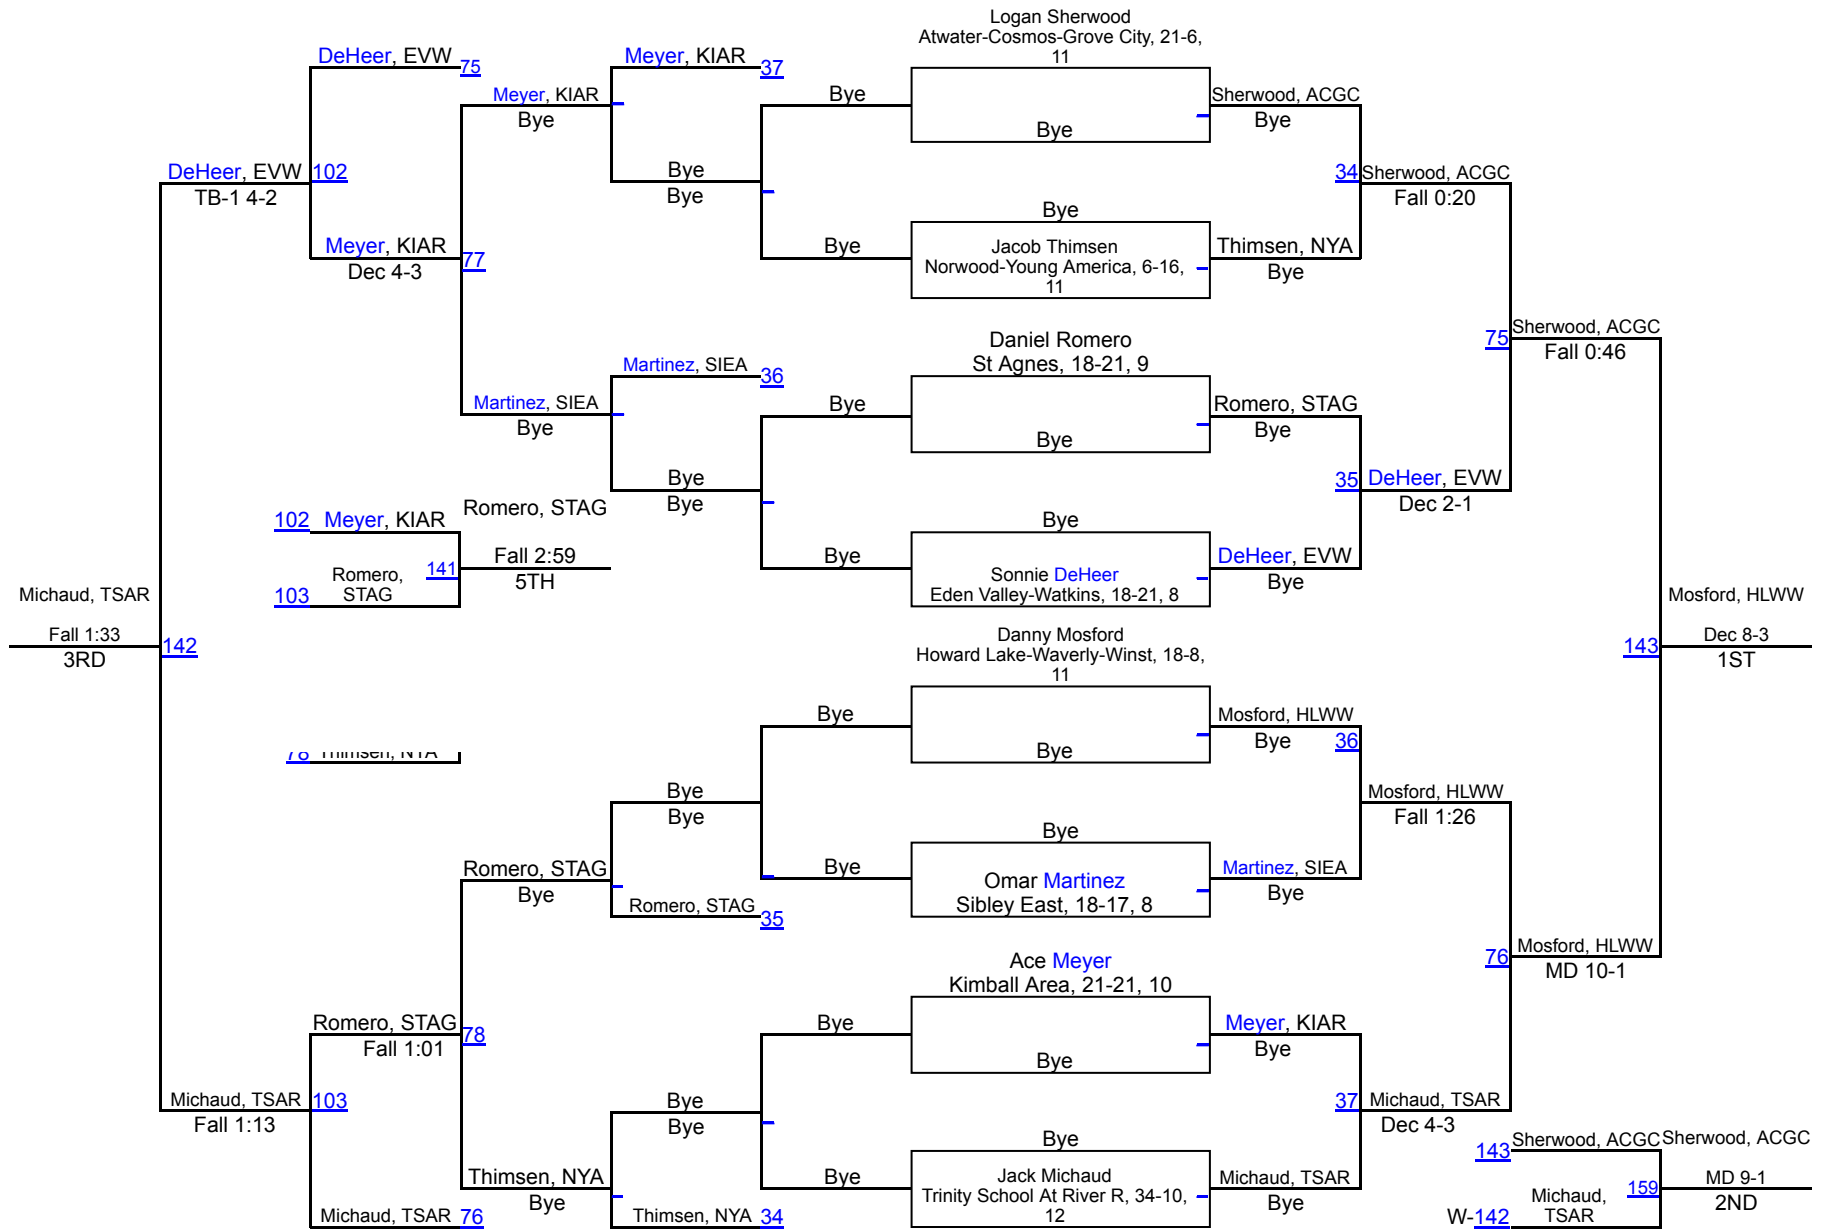 Logan Sherwood
Atwater-Cosmos-Grove City, 21-6,
11
DeHeer, EVW 75
Meyer, KIAR 37
Meyer, KIAR
Bye
Bye
Bye
Sherwood, ACGC
Bye
Bye
Bye
DeHeer, EVW 102
TB-1 4-2
34 Sherwood, ACGC
Fall 0:20
Bye
Meyer, KIAR
Dec 4-3
77
Bye
Jacob Thimsen
Norwood-Young America, 6-16,
11
Thimsen, NYA
Bye
Daniel Romero
St Agnes, 18-21, 9
75 Sherwood, ACGC
Fall 0:46
Martinez, SIEA 36
Martinez, SIEA
Bye
Bye
Bye
Romero, STAG
Bye
Bye
Bye
35 DeHeer, EVW
Dec 2-1
102 Meyer, KIAR
Romero, STAG
Bye
Fall 2:59
5TH
141
Romero,
STAG
103
Bye
Sonnie DeHeer
Eden Valley-Watkins, 18-21, 8
DeHeer, EVW
Bye
Michaud, TSAR
Fall 1:33
3RD
142
Danny Mosford
Howard Lake-Waverly-Winst, 18-8,
11
Mosford, HLWW
143
Dec 8-3
1ST
Bye
Bye
Mosford, HLWW
Bye
36
78 Thimsen, NYA
Bye
Bye
Mosford, HLWW
Fall 1:26
Bye
Romero, STAG
Bye
Bye
Omar Martinez
Sibley East, 18-17, 8
Martinez, SIEA
Bye
Romero, STAG 35
76 Mosford, HLWW
MD 10-1
Ace Meyer
Kimball Area, 21-21, 10
Romero, STAG
Fall 1:01
78
Bye
Bye
Meyer, KIAR
Bye
Michaud, TSAR 103
Fall 1:13
Bye
Bye
37 Michaud, TSAR
Dec 4-3
Bye
Thimsen, NYA
Bye
Bye
Jack Michaud
Trinity School At River R, 34-10,
12
Michaud, TSAR
Bye
Michaud, TSAR 76
Thimsen, NYA 34
143 Sherwood, ACGC
Sherwood, ACGC
MD 9-1
2ND
159
Michaud,
TSAR
W-142